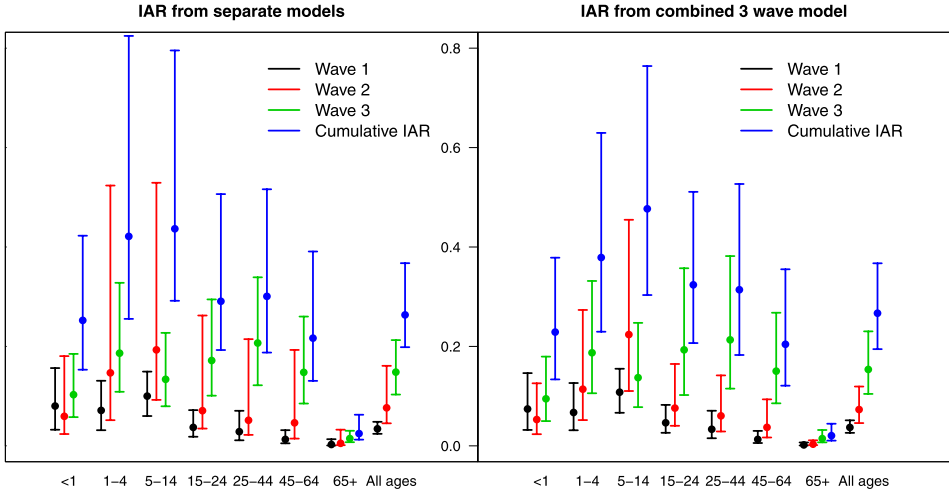 IAR from separate models
IAR from combined 3 wave model
Wave 1
Wave 2
Wave 3
Cumulative IAR
0.8
0.6
0.4
0.2
0.0
Wave 1
Wave 2
Wave 3
Cumulative IAR
<1 1–4 5–14 15–24 25–44 45–64 65+ All ages
<1 1–4 5–14 15–24 25–44 45–64 65+ All ages